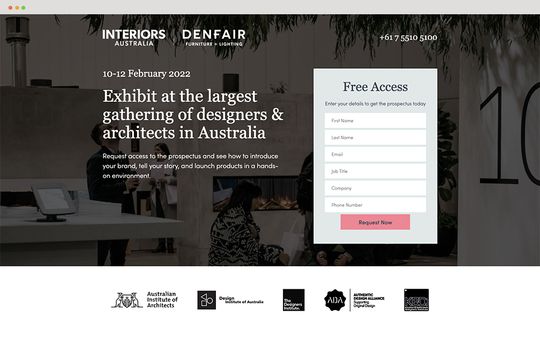 INTERIORS
AUSTRALIA
DENFAIR
FURNITURE + LIGHTING
+61 7 5510 5100
10-12 February 2022
Exhibit at the largest
gathering of designers &
architects in Australia
Request access to the prospectus and see how to introduce
your brand, tell your story, and launch products in a hands-
on environment.
Free Access
Enter your details to get the prospectus today
First Name
Last Name
Email
Job Title
Company
Phone Number
Request Now
10
Australian
Institute of
Architects
Design
Institute of Australia
The
Designers
Institute.
ADA
AUTHENTIC
DESIGN ALLIANCE
Supporting
Original Design